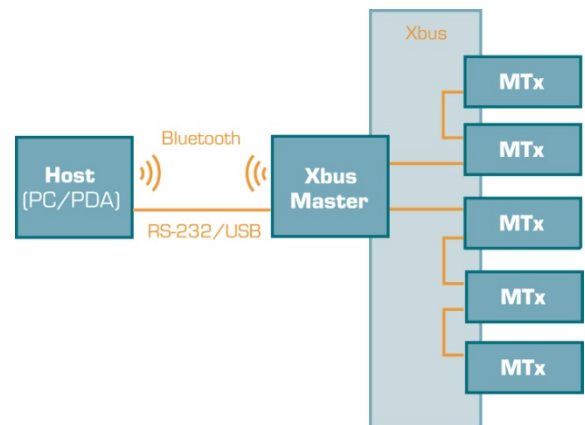 Xbus
MTx
MTx
Bluetooth
Host
(PC/PDA)
Xbus
Master
RS-232/USB
MTx
MTx
MTx